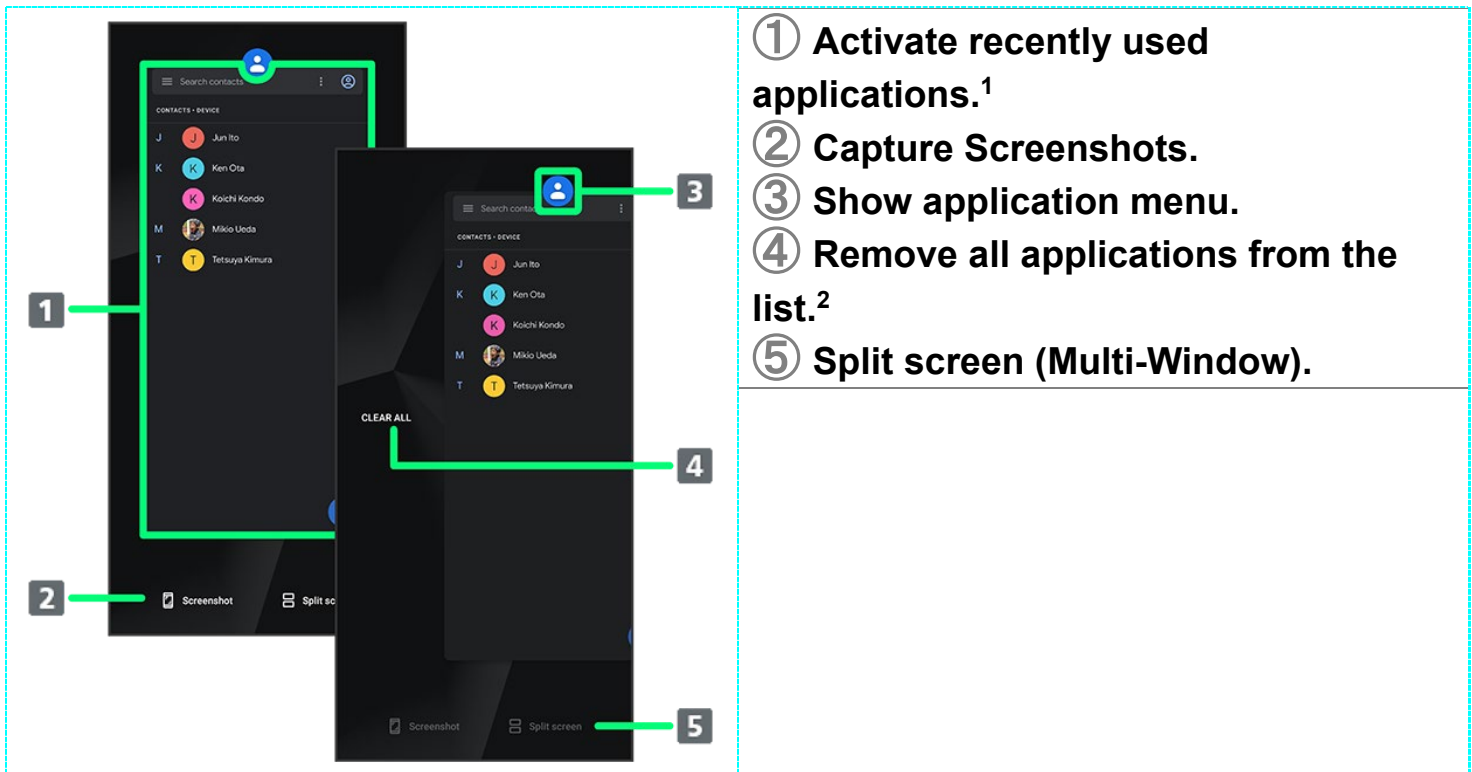 Search contacts
CONTACTS • DEVICE
J J Jun Ito
K K Ken Ota
K Koichi Kondo
M Mikio Ueda
T T Tetsuya Kimura
1
2
Screenshot Split sc
Search contac
CONTACTS • DEVICE
J J Jun Ito
K K Ken Ota
K Koichi Kondo
M Mikio Ueda
T T Tetsuya Kimura
CLEAR ALL
3
4
Screenshot Split screen
5
① Activate recently used
applications.¹
② Capture Screenshots.
③ Show application menu.
④ Remove all applications from the
list.²
⑤ Split screen (Multi-Window).